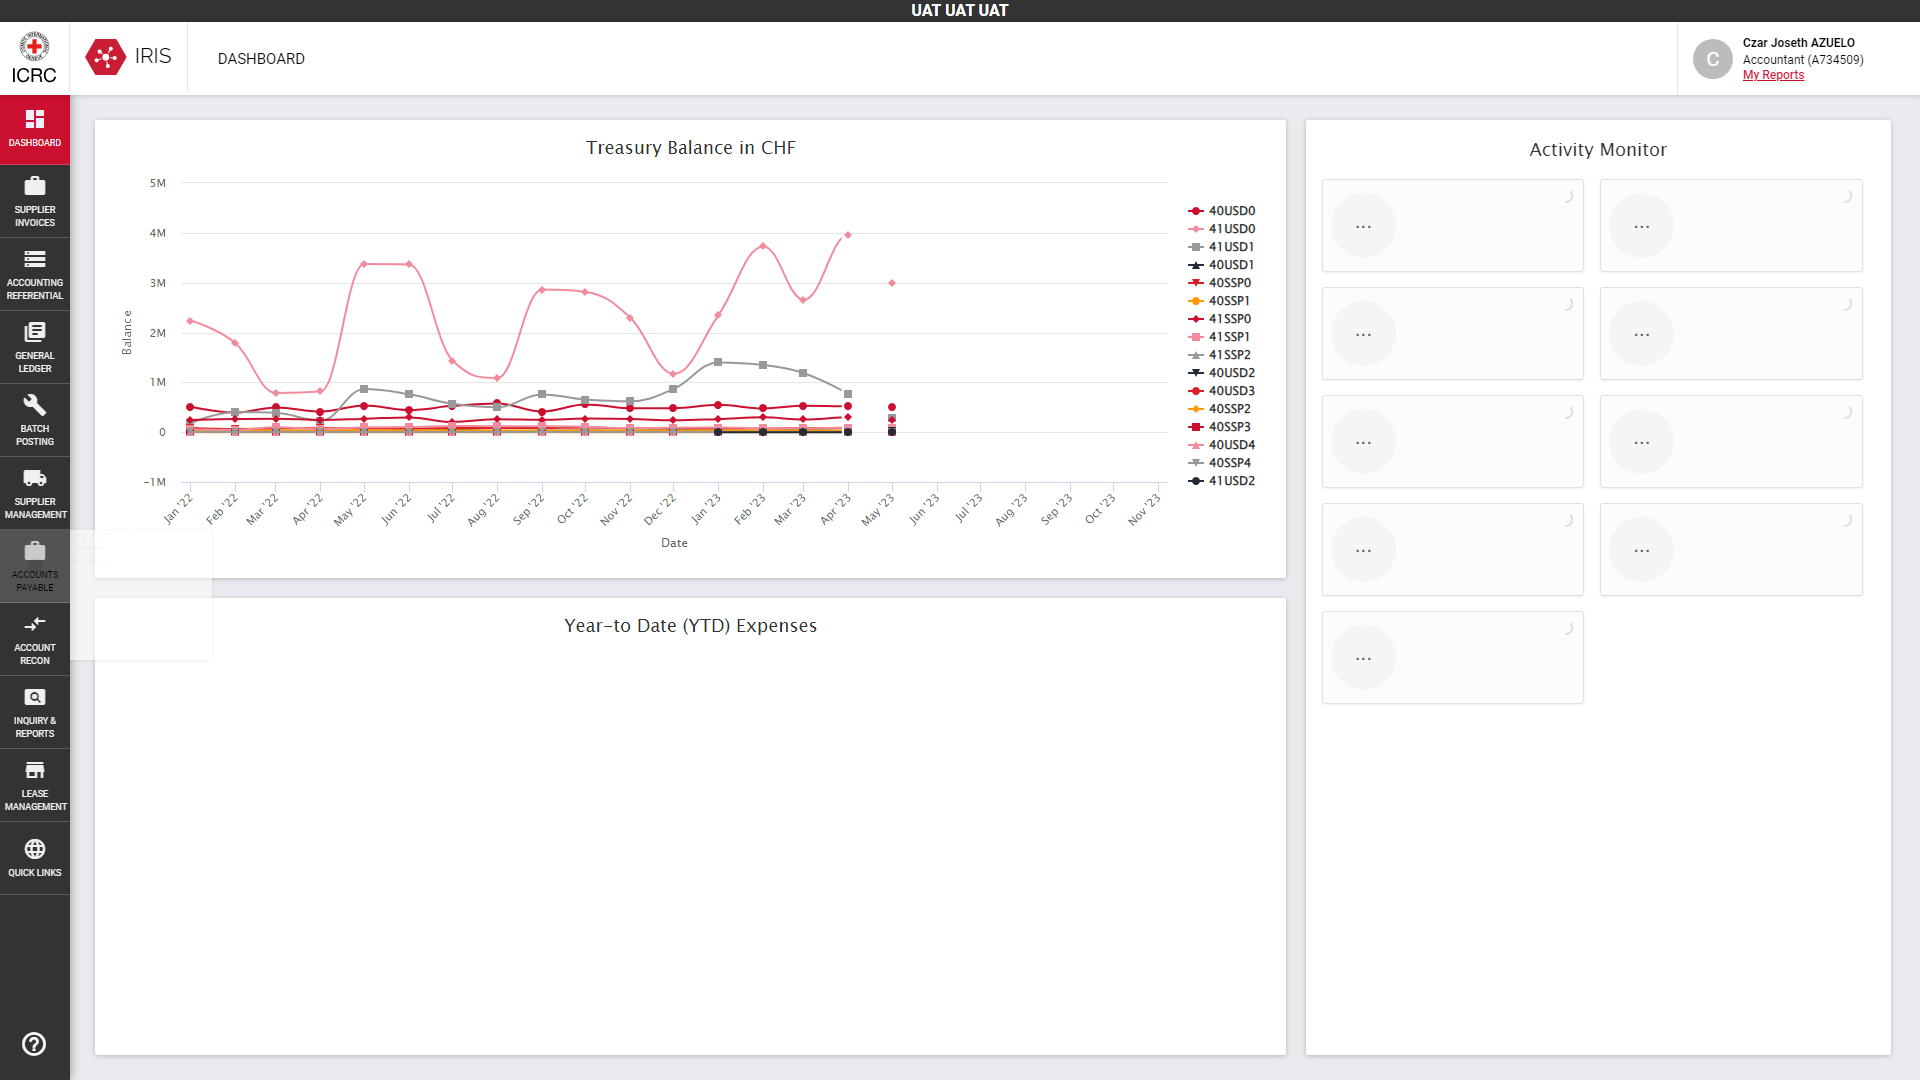 UAT UAT UAT
ICRC
IRIS
DASHBOARD
C
Czar Joseth AZUELO
Accountant (A734509)
My Reports
DASHBOARD
SUPPLIER
INVOICES
ACCOUNTING
REFERENTIAL
GENERAL
LEDGER
BATCH
POSTING
SUPPLIER
MANAGEMENT
ACCOUNTS
PAYABLE
ACCOUNT
RECON
INQUIRY &
REPORTS
LEASE
MANAGEMENT
QUICK LINKS
Treasury Balance in CHF
Balance
5M
4M
3M
2M
1M
0
-1M
Jan '22
Feb '22
Mar '22
Apr '22
May '22
Jun '22
Jul '22
Aug '22
Sep '22
Oct '22
Nov '22
Dec '22
Jan '23
Feb '23
Mar '23
Apr '23
May '23
Jun '23
Jul '23
Aug '23
Sep '23
Oct '23
Nov '23
Date
40USD0
41USD0
41USD1
40USD1
40SSP0
40SSP1
41SSP0
41SSP1
41SSP2
40USD2
40USD3
40SSP2
40SSP3
40USD4
40SSP4
41USD2
Year-to Date (YTD) Expenses
Activity Monitor
...
...
...
...
...
...
...
...
...